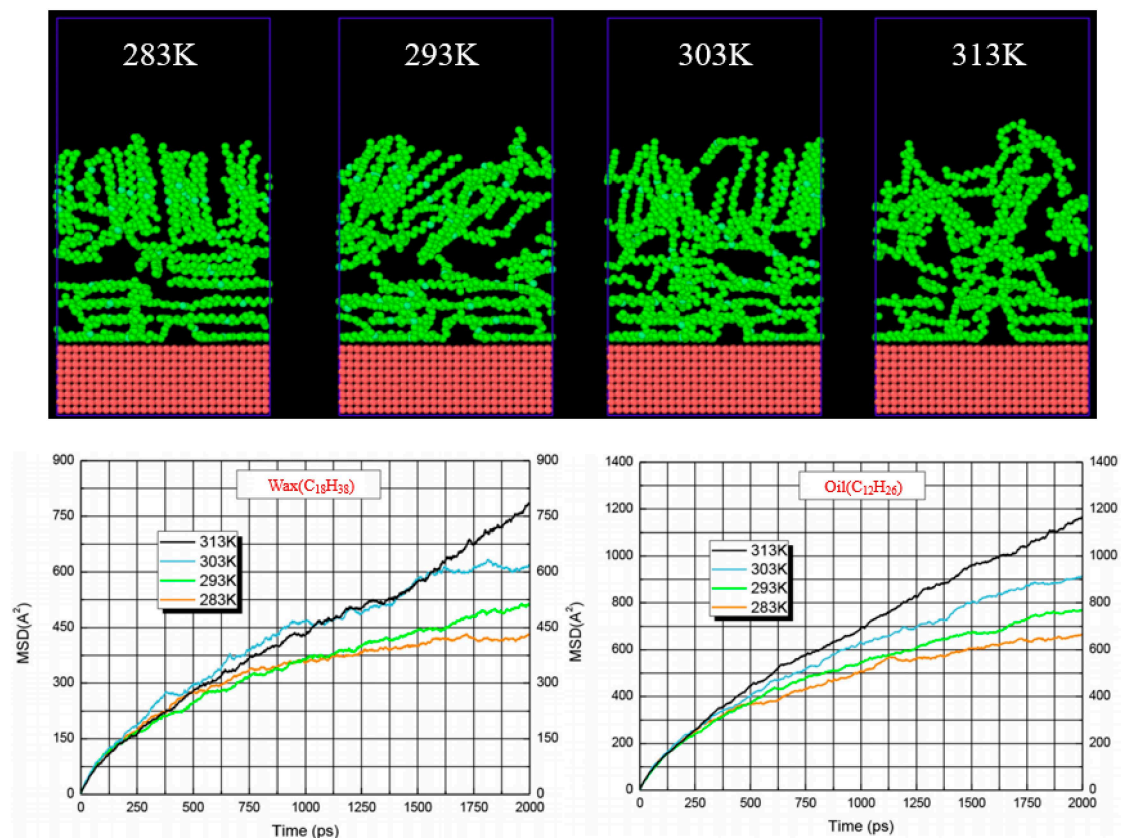 283K 293K 303K 313K
Wax(C₁₈H₃₈)
900 900
750 750
600 600
450 450
300 300
150 150
0 0
313K
303K
293K
283K
MSD(A²)
0 250 500 750 1000 1250 1500 1750 2000
Time (ps)
Oil(C₁₂H₂₆)
1400 1400
1200 1200
1000 1000
800 800
600 600
400 400
200 200
0 0
313K
303K
293K
283K
MSD(A²)
0 250 500 750 1000 1250 1500 1750 2000
Time (ps)